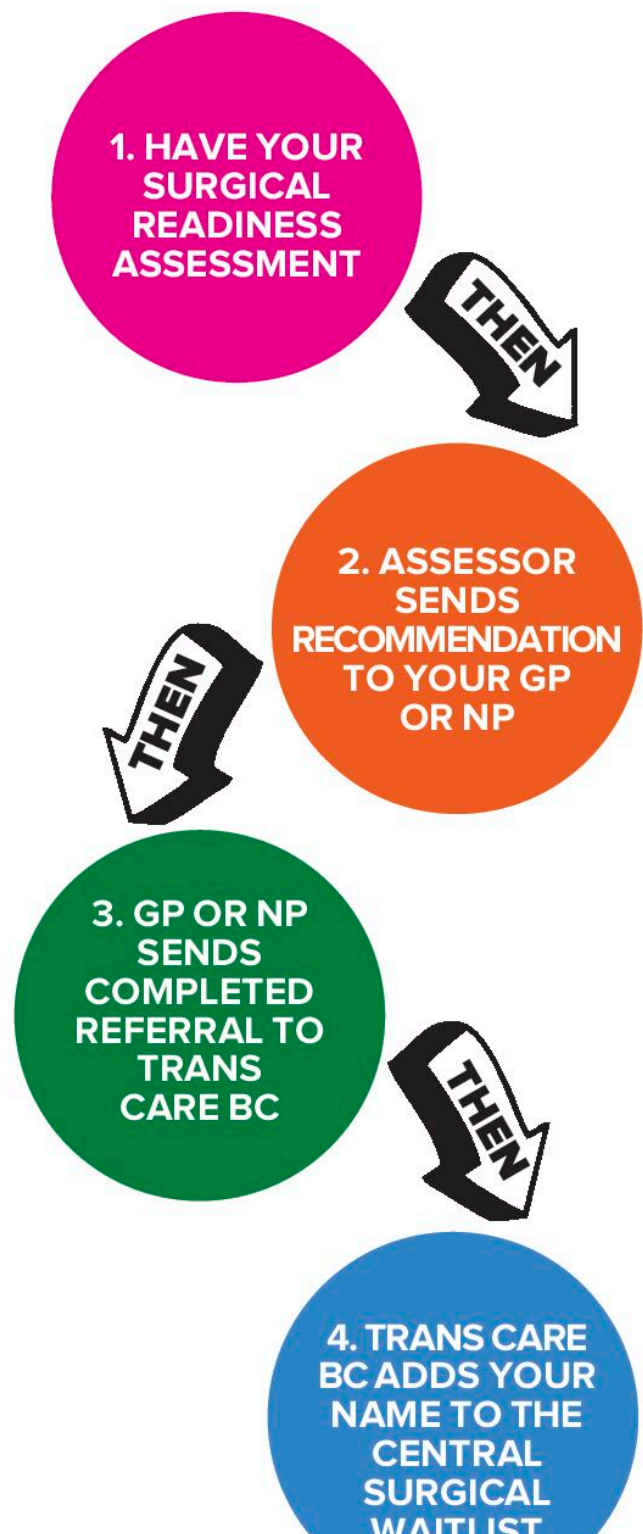 1. HAVE YOUR
SURGICAL
READINESS
ASSESSMENT
THEN
2. ASSESSOR
SENDS
RECOMMENDATION
TO YOUR GP
OR NP
THEN
3. GP OR NP
SENDS
COMPLETED
REFERRAL TO
TRANS
CARE BC
THEN
4. TRANS CARE
BC ADDS YOUR
NAME TO THE
CENTRAL
SURGICAL
WAITLIST